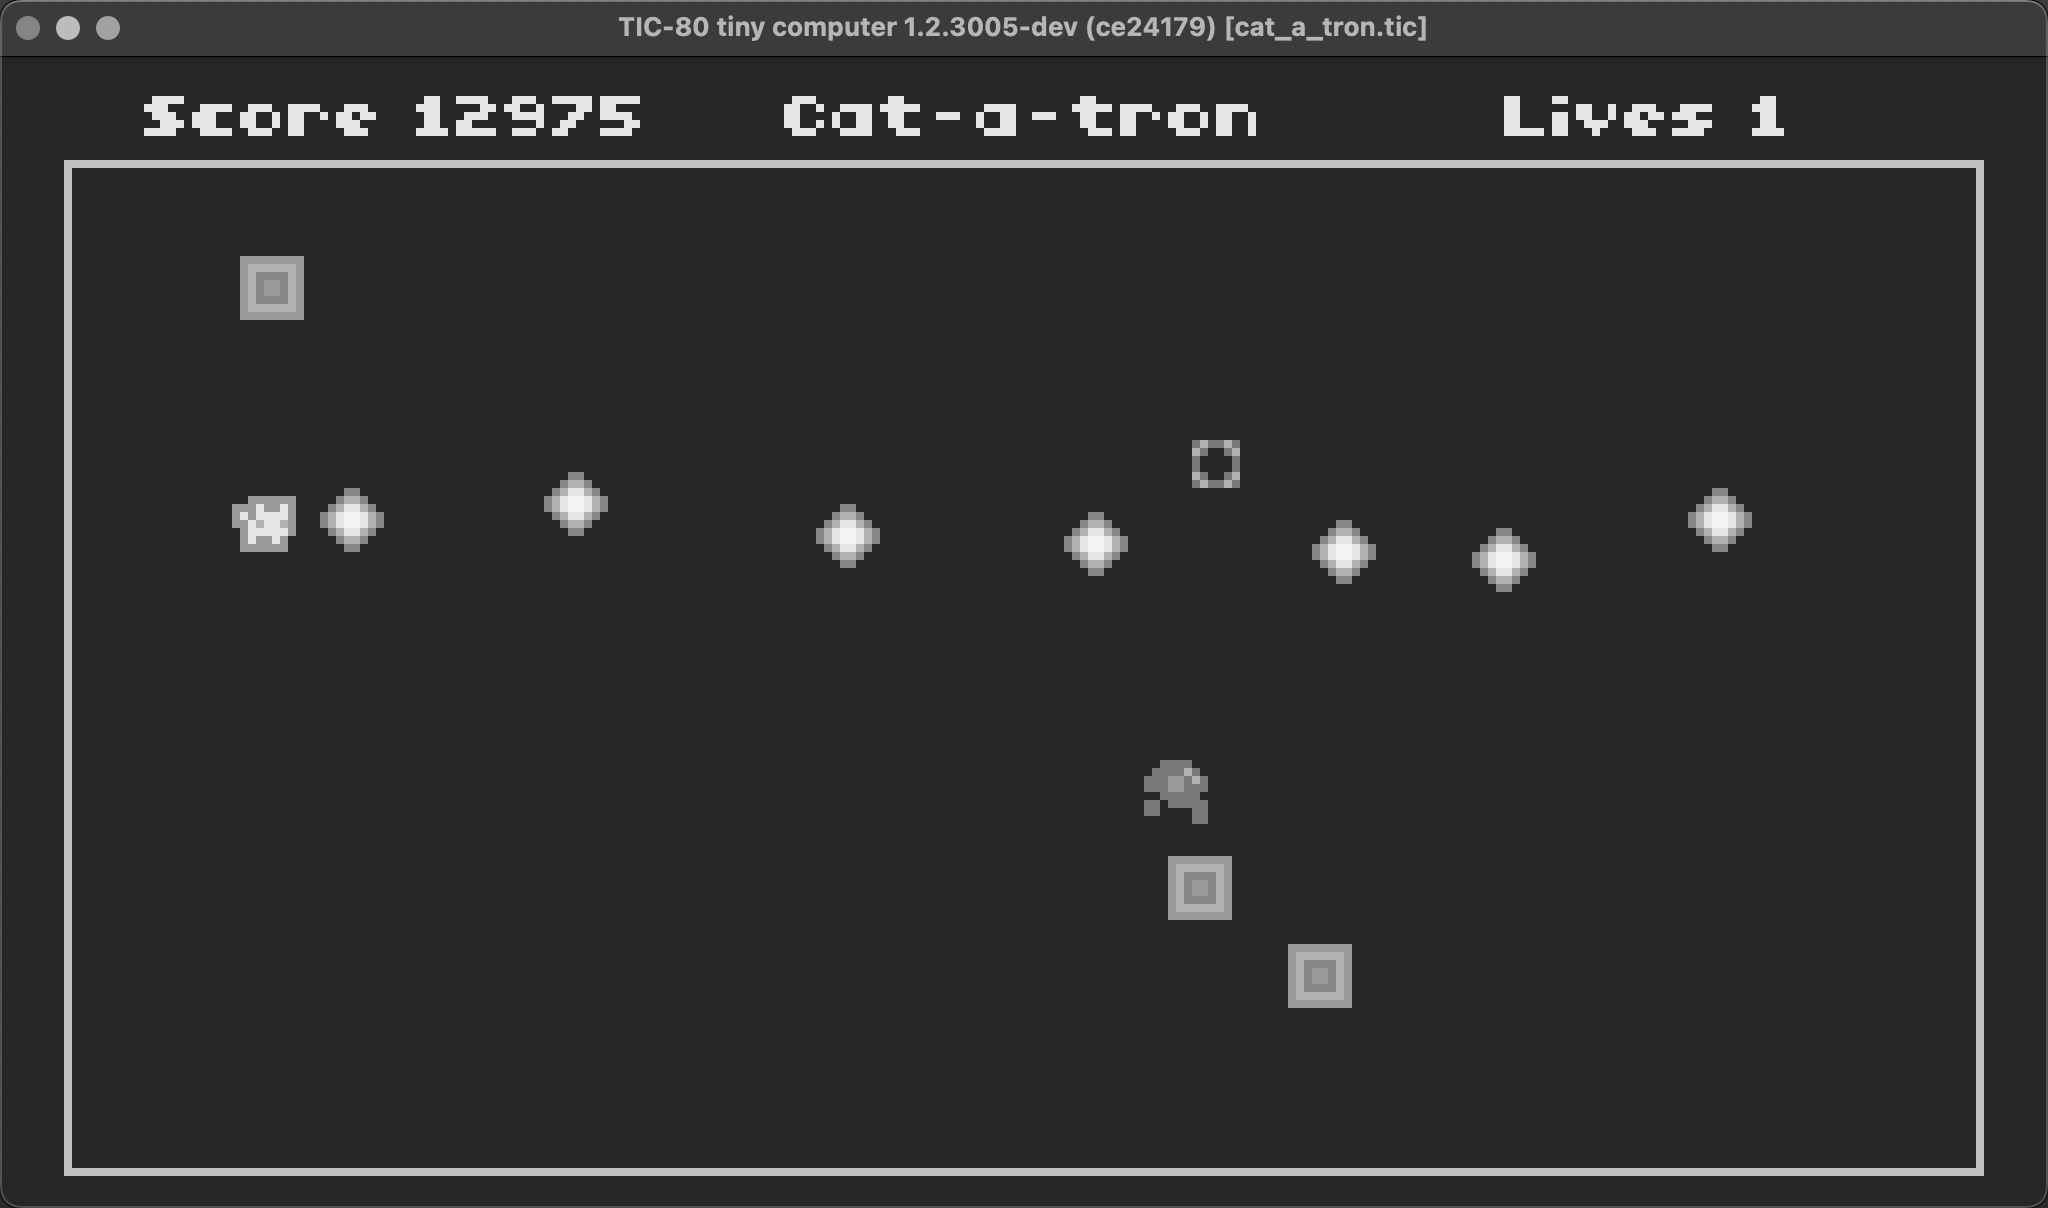 TIC-80 tiny computer 1.2.3005-dev (ce24179) [cat_a_tron.tic]
Score 12975 Cat-a-tron Lives 1